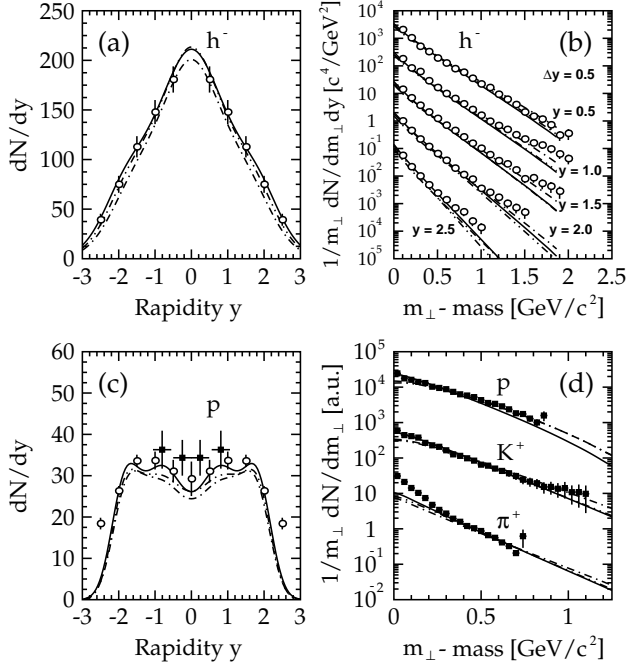 (a)
h⁻
dN/dy
250
200
150
100
50
0
-3 -2 -1 0 1 2 3
Rapidity y
(b)
h⁻
1/m⊥ dN/dm⊥dy [c⁴/GeV²]
10⁴
10³
10²
10¹
1
10⁻¹
10⁻²
10⁻³
10⁻⁴
10⁻⁵
Δy = 0.5
y = 0.5
y = 1.0
y = 1.5
y = 2.5
y = 2.0
0 0.5 1 1.5 2 2.5
m⊥- mass [GeV/c²]
(c)
p
dN/dy
60
50
40
30
20
10
0
-3 -2 -1 0 1 2 3
Rapidity y
(d)
1/m⊥ dN/dm⊥ [a.u.]
10⁵
10⁴
10³
10²
10
1
10⁻¹
10⁻²
p
K⁺
π⁺
0 0.5 1
m⊥- mass [GeV/c²]